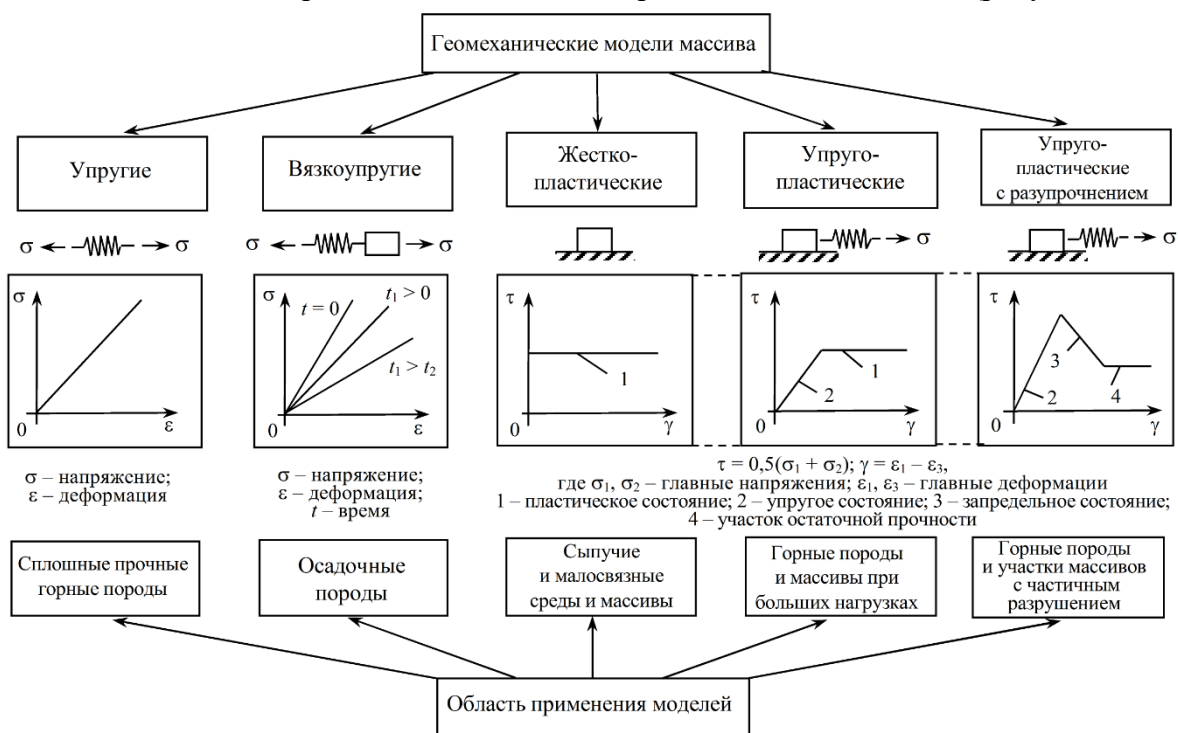 Геомеханические модели массива
Упругие
Вязкоупругие
Жестко-
пластические
Упруго-
пластические
Упруго-
пластические
с разупрочнением
σ σ
σ σ
σ
σ
σ
0
ε
σ
t = 0
t₁ > 0
t₁ > t₂
0
ε
τ
1
0
γ
τ
1
2
0
γ
τ
3
2
4
0
γ
σ – напряжение;
ε – деформация
σ – напряжение;
ε – деформация;
t – время
τ = 0,5(σ₁ + σ₂); γ = ε₁ – ε₃,
где σ₁, σ₂ – главные напряжения; ε₁, ε₃ – главные деформации
1 – пластическое состояние; 2 – упругое состояние; 3 – запредельное состояние;
4 – участок остаточной прочности
Сплошные прочные
горные породы
Осадочные
породы
Сыпучие
и малосвязные
среды и массивы
Горные породы
и массивы при
больших нагрузках
Горные породы
и участки массивов
с частичным
разрушением
Область применения моделей